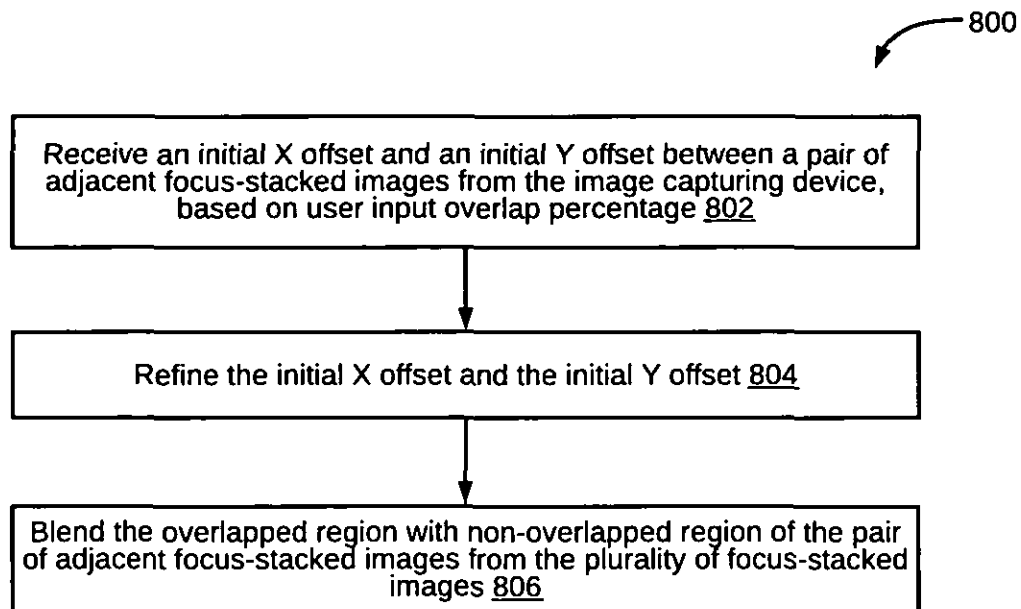 800
Receive an initial X offset and an initial Y offset between a pair of
adjacent focus-stacked images from the image capturing device,
based on user input overlap percentage 802
Refine the initial X offset and the initial Y offset 804
Blend the overlapped region with non-overlapped region of the pair
of adjacent focus-stacked images from the plurality of focus-stacked
images 806